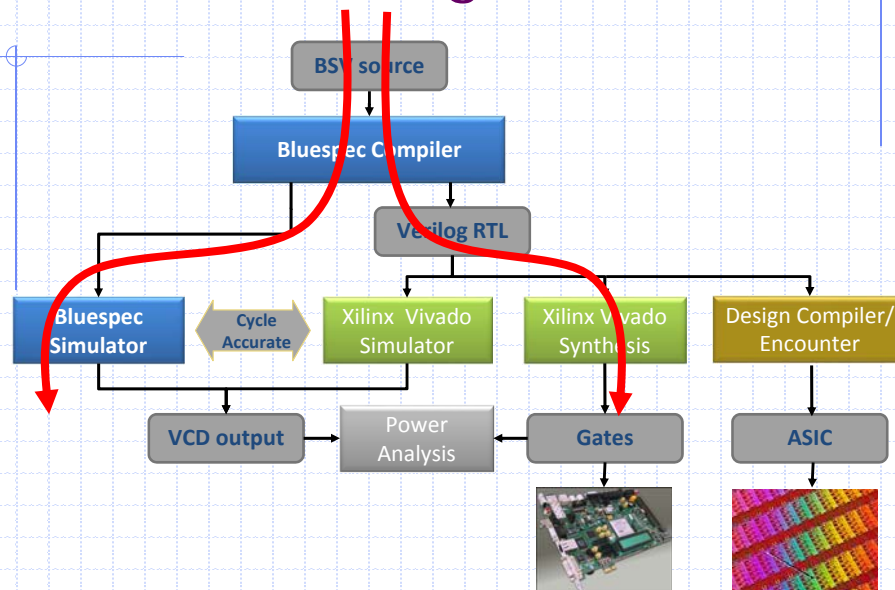 BSV source
Bluespec Compiler
Verilog RTL
Bluespec
Simulator
Cycle
Accurate
Xilinx Vivado
Simulator
Xilinx Vivado
Synthesis
Design Compiler/
Encounter
VCD output
Power
Analysis
Gates
ASIC